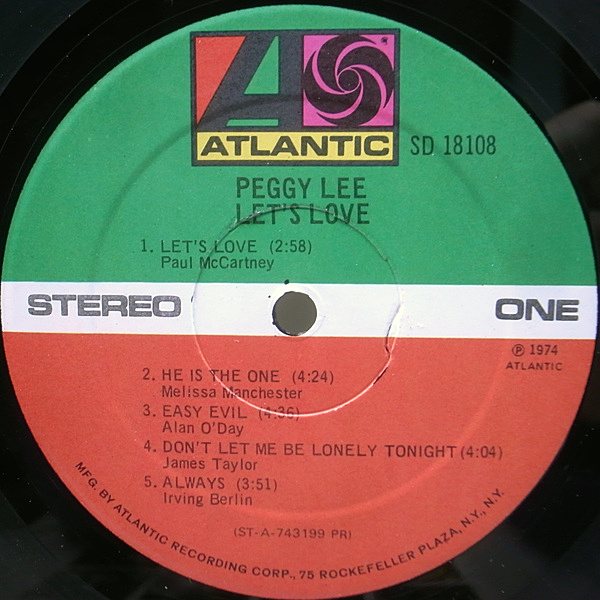 ATLANTIC
SD 18108
PEGGY LEE
LET'S LOVE
1. LET'S LOVE (2:58)
Paul McCartney
STEREO
ONE
℗ 1974
ATLANTIC
2. HE IS THE ONE (4:24)
Melissa Manchester
3. EASY EVIL (4:36)
Alan O'Day
4. DON'T LET ME BE LONELY TONIGHT (4:04)
James Taylor
5. ALWAYS (3:51)
Irving Berlin
(ST-A-743199 PR)
MFG. BY ATLANTIC RECORDING CORP., 75 ROCKEFELLER PLAZA, N.Y., N.Y.